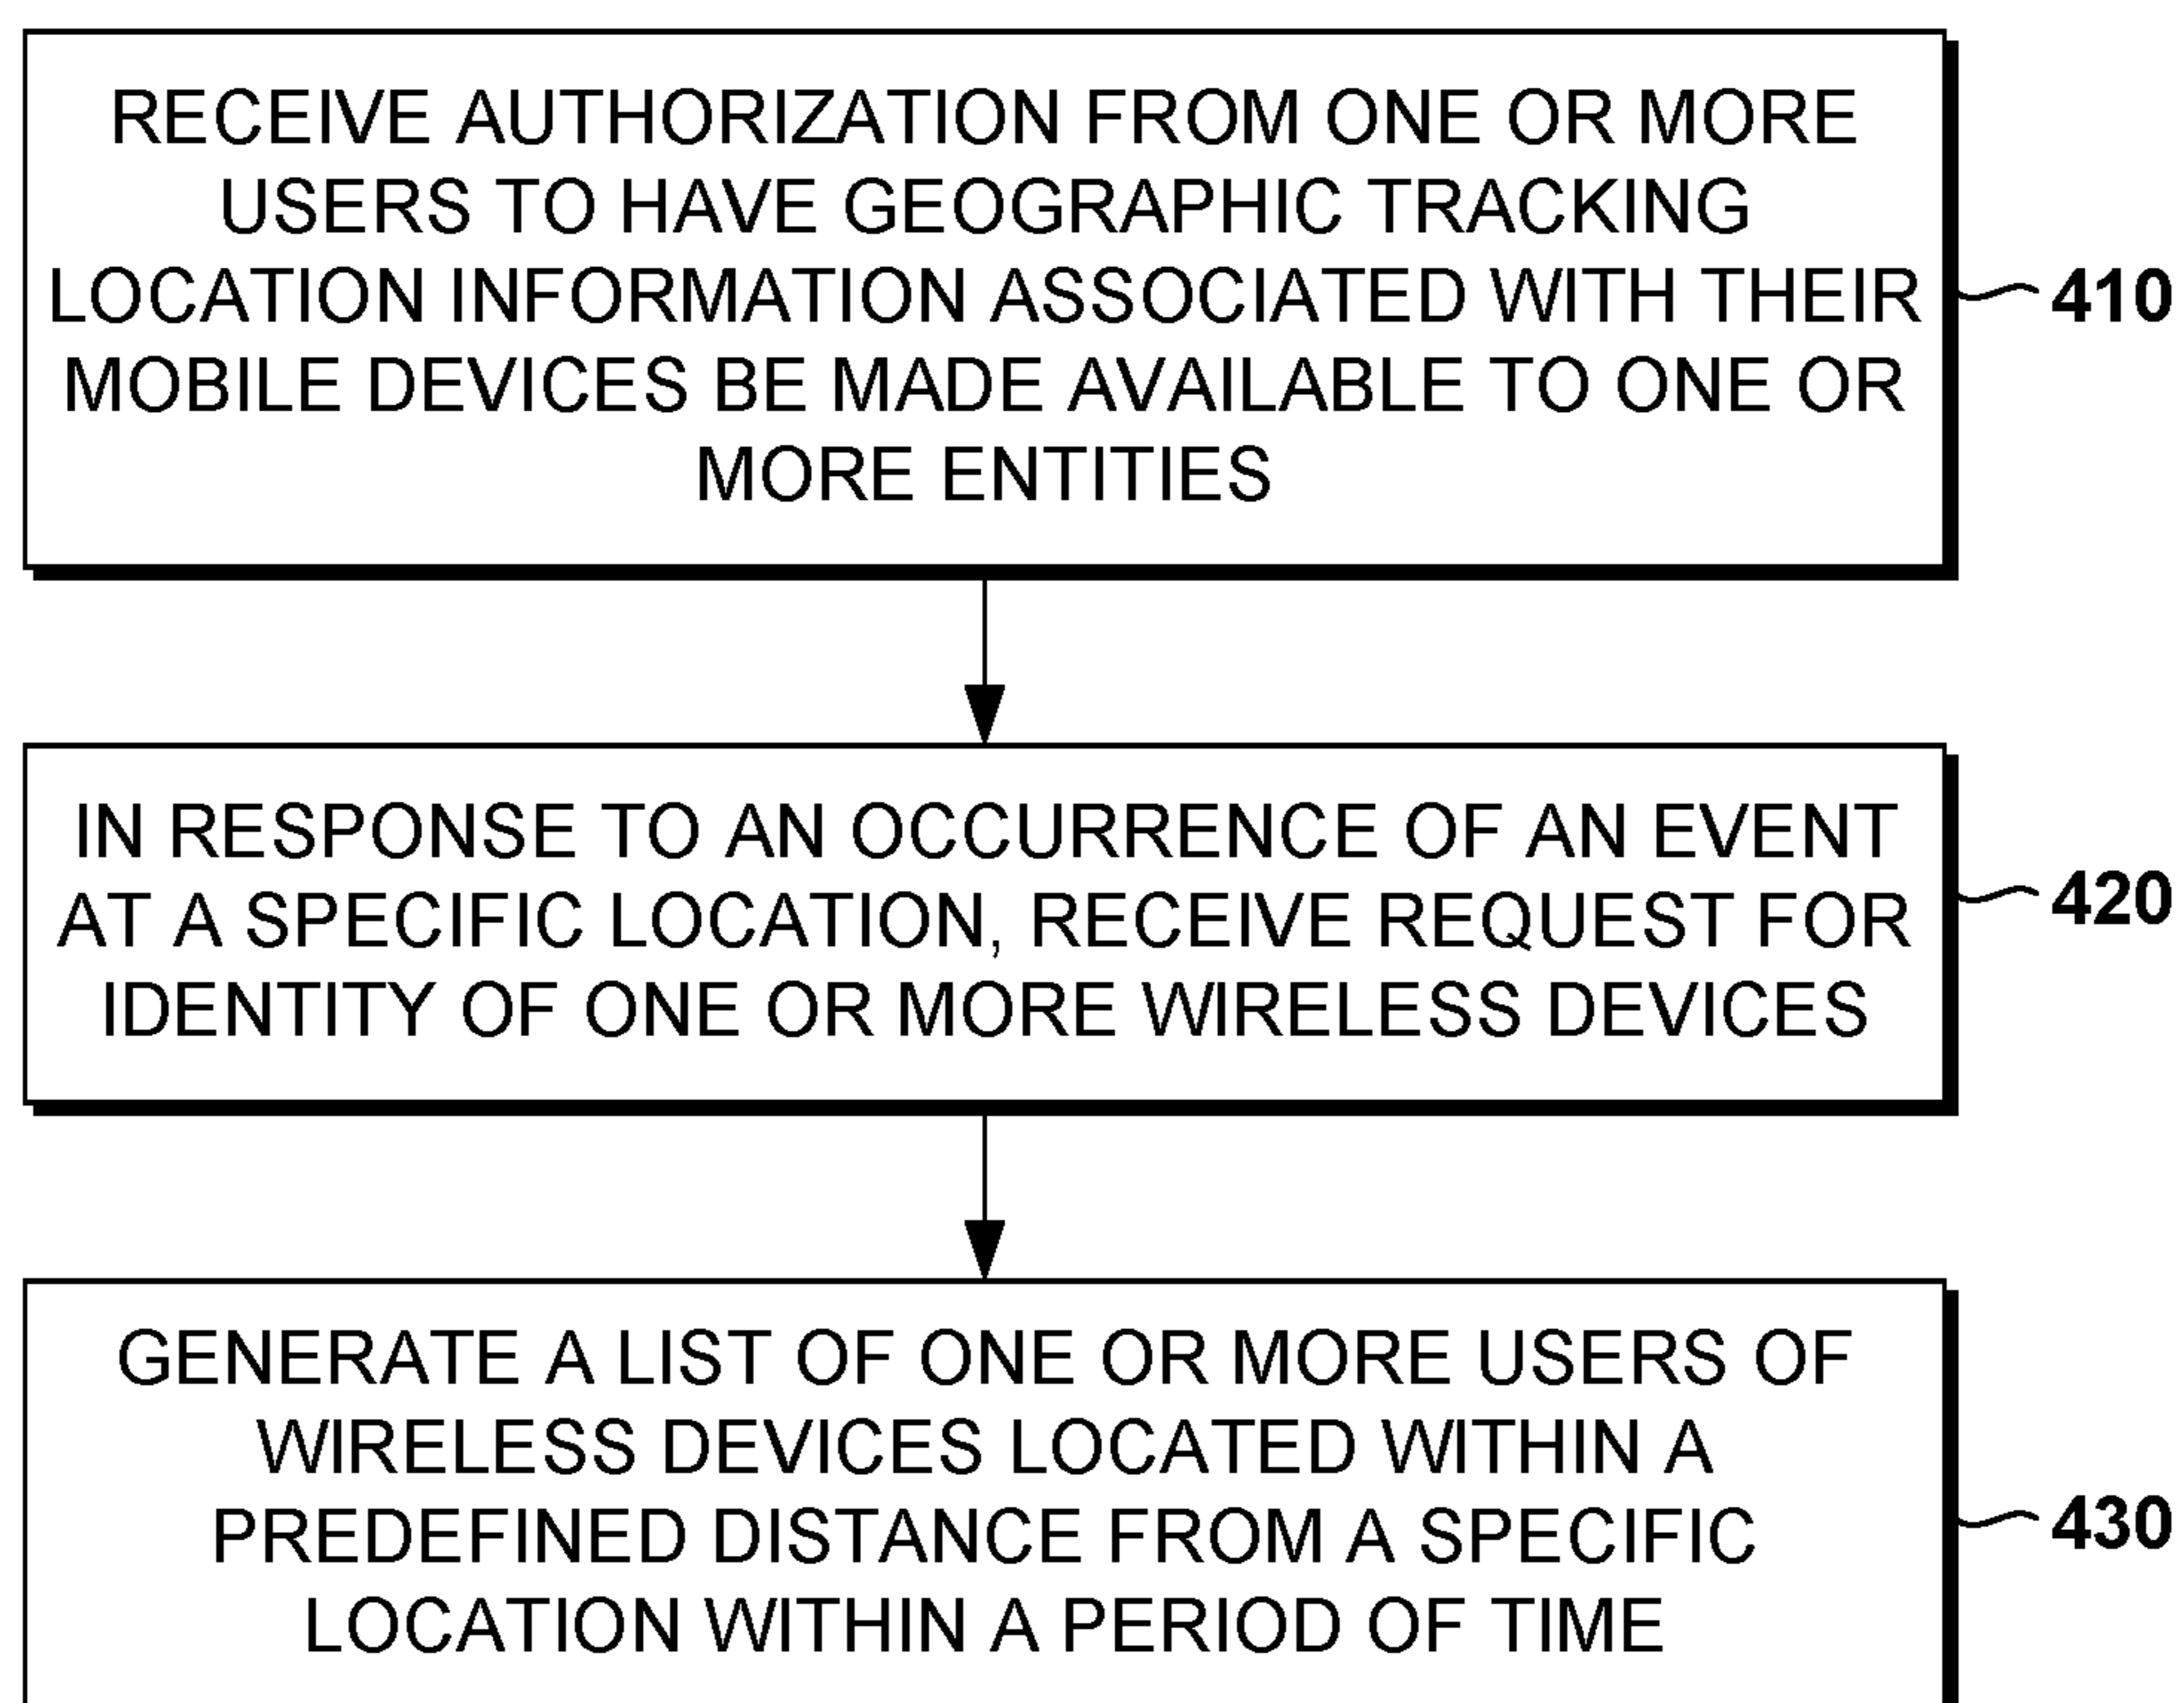 RECEIVE AUTHORIZATION FROM ONE OR MORE
USERS TO HAVE GEOGRAPHIC TRACKING
LOCATION INFORMATION ASSOCIATED WITH THEIR
MOBILE DEVICES BE MADE AVAILABLE TO ONE OR
MORE ENTITIES
410
IN RESPONSE TO AN OCCURRENCE OF AN EVENT
AT A SPECIFIC LOCATION, RECEIVE REQUEST FOR
IDENTITY OF ONE OR MORE WIRELESS DEVICES
420
GENERATE A LIST OF ONE OR MORE USERS OF
WIRELESS DEVICES LOCATED WITHIN A
PREDEFINED DISTANCE FROM A SPECIFIC
LOCATION WITHIN A PERIOD OF TIME
430